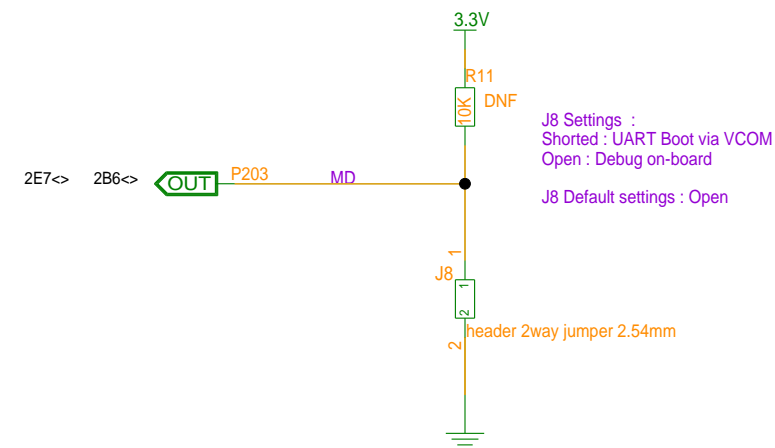 3.3V
R11
10K
DNF
J8 Settings :
Shorted : UART Boot via VCOM
Open : Debug on-board
J8 Default settings : Open
2E7<> 2B6<> OUT P203 MD
1
J8
1
2
header 2way jumper 2.54mm
2